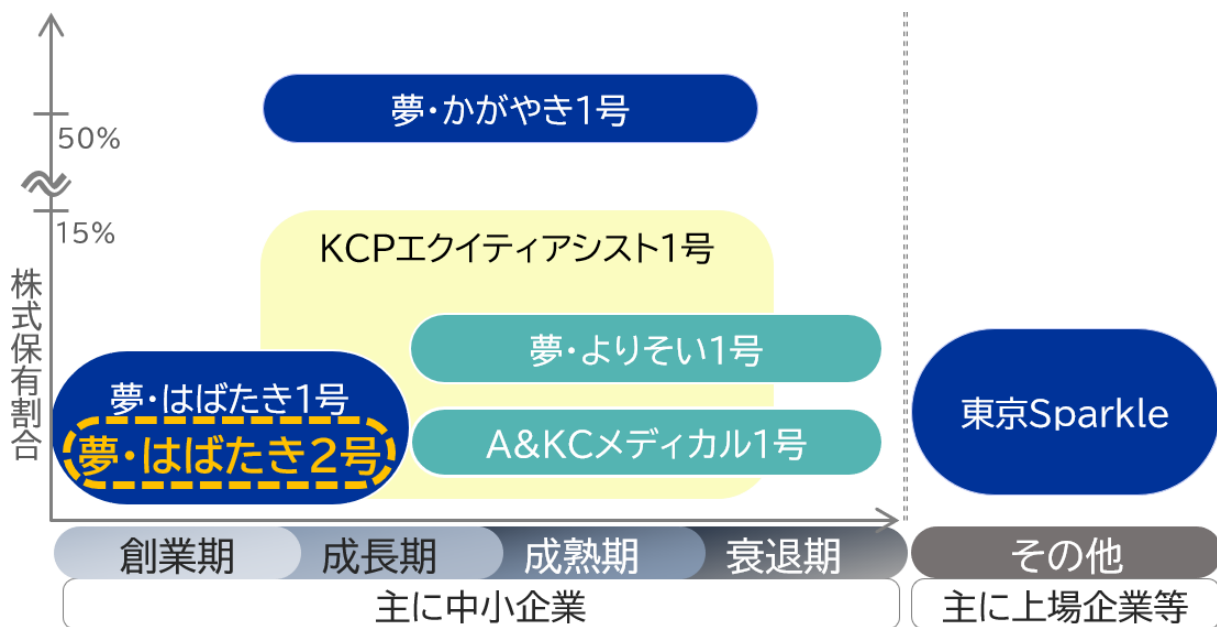 夢・かがやき1号
50%
15%
KCPエクイティアシスト1号
株式保有割合
夢・よりそい1号
夢・はばたき1号
夢・はばたき2号
A&KCメディカル1号
東京Sparkle
創業期
成長期
成熟期
衰退期
その他
主に中小企業
主に上場企業等